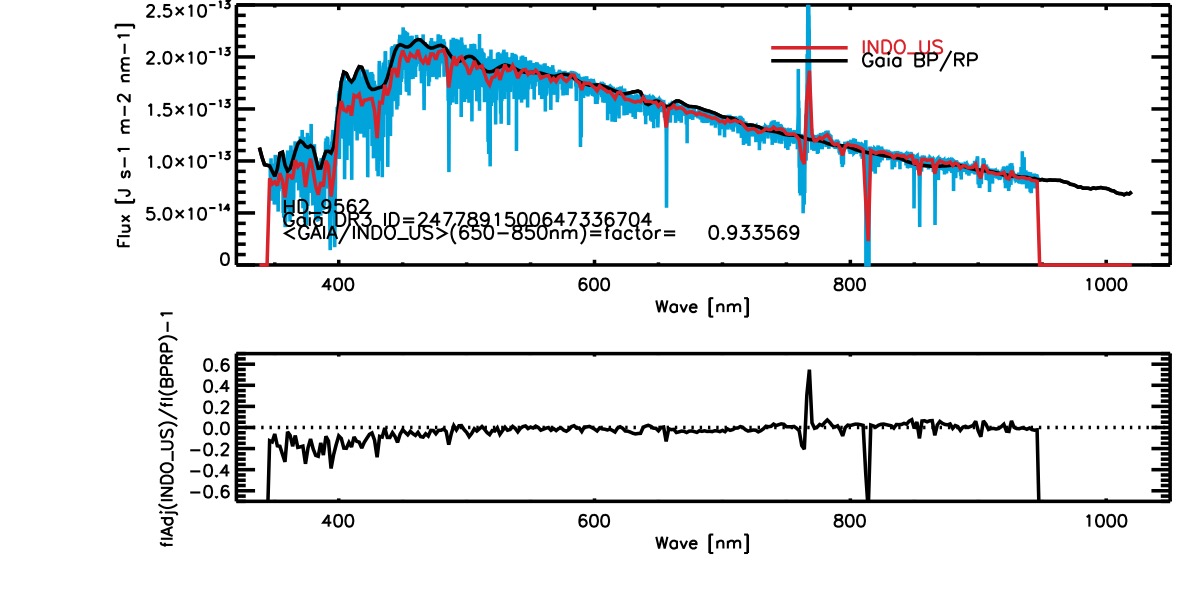 2.5×10⁻¹³
2.0×10⁻¹³
1.5×10⁻¹³
1.0×10⁻¹³
5.0×10⁻¹⁴
0
Flux [J s-1 m-2 nm-1]
INDO_US
Gaia BP/RP
HD_9562
Gaia DR3 ID=2477891500647336704
<GAIA/INDO_US>(650-850nm)=factor= 0.933569
400 600 800 1000
Wave [nm]
flAdj(INDO_US)/fl(BPRP)-1
0.6
0.4
0.2
0.0
-0.2
-0.4
-0.6
400 600 800 1000
Wave [nm]